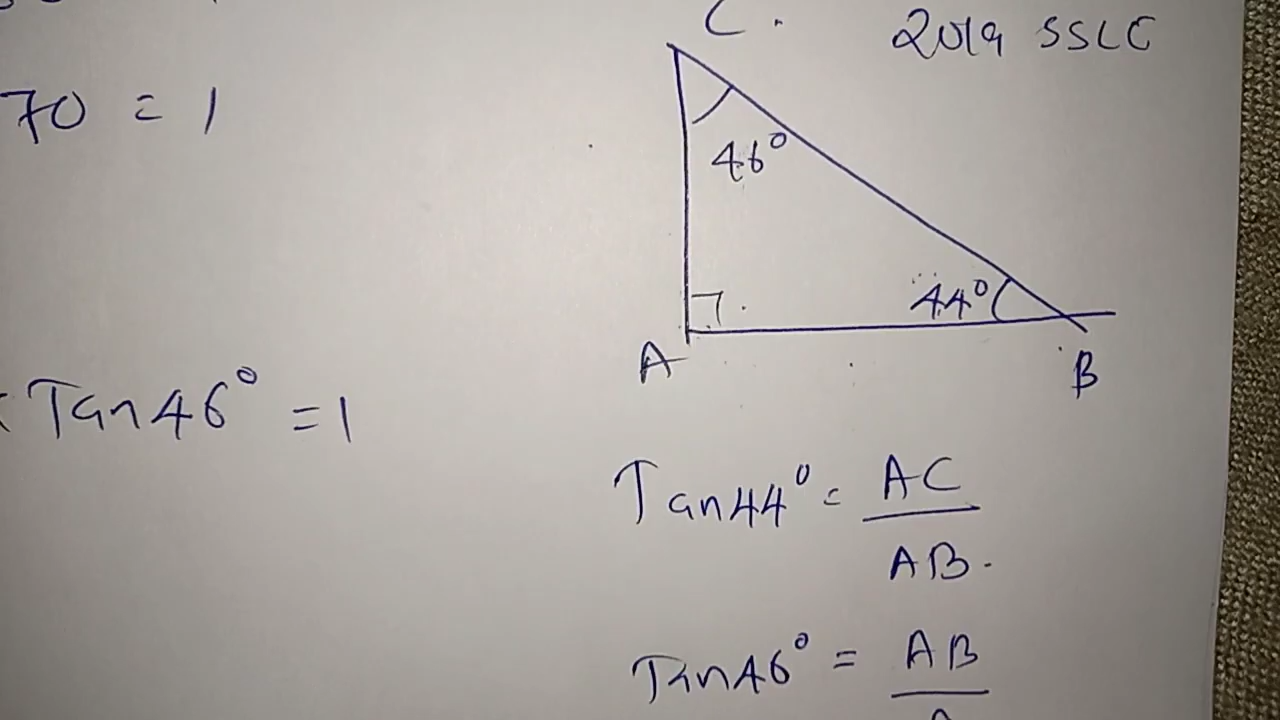 C. 2019 SSLC
70 = 1
46°
44°
A
B
Tan46° = 1
Tan44° = AC
AB.
Tan46° = AB